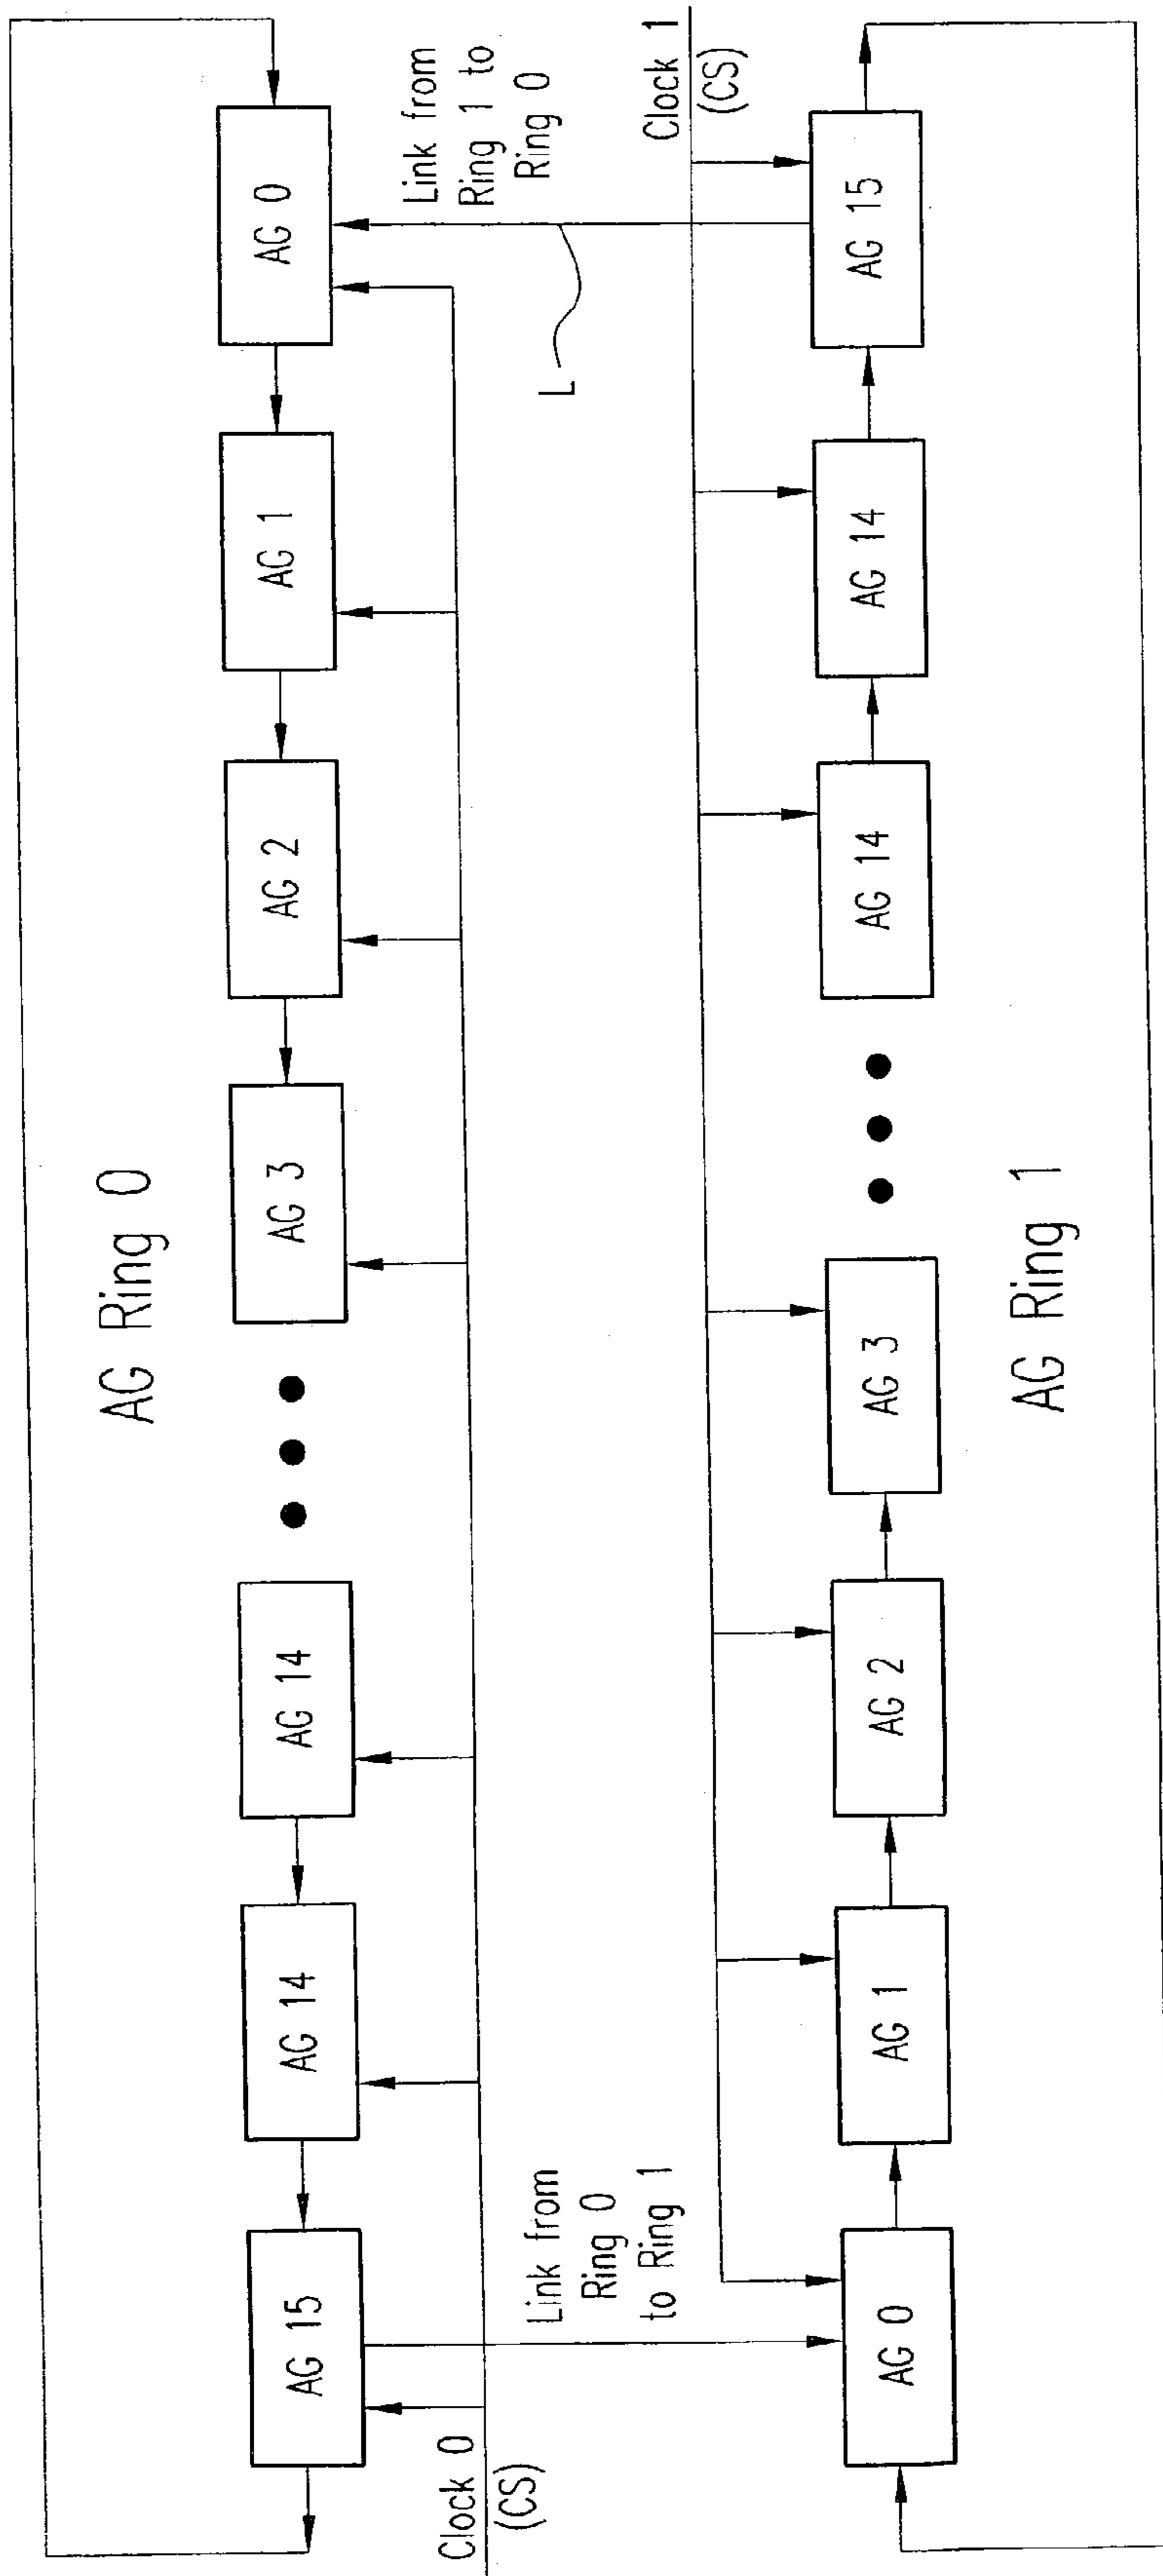 AG Ring 0
AG 15
AG 14
AG 14
AG 3
AG 2
AG 1
AG 0
Clock 0
(CS)
Link from
Ring 0
to Ring 1
L
Link from
Ring 1 to
Ring 0
Clock 1
(CS)
AG 0
AG 1
AG 2
AG 3
AG 14
AG 14
AG 15
AG Ring 1